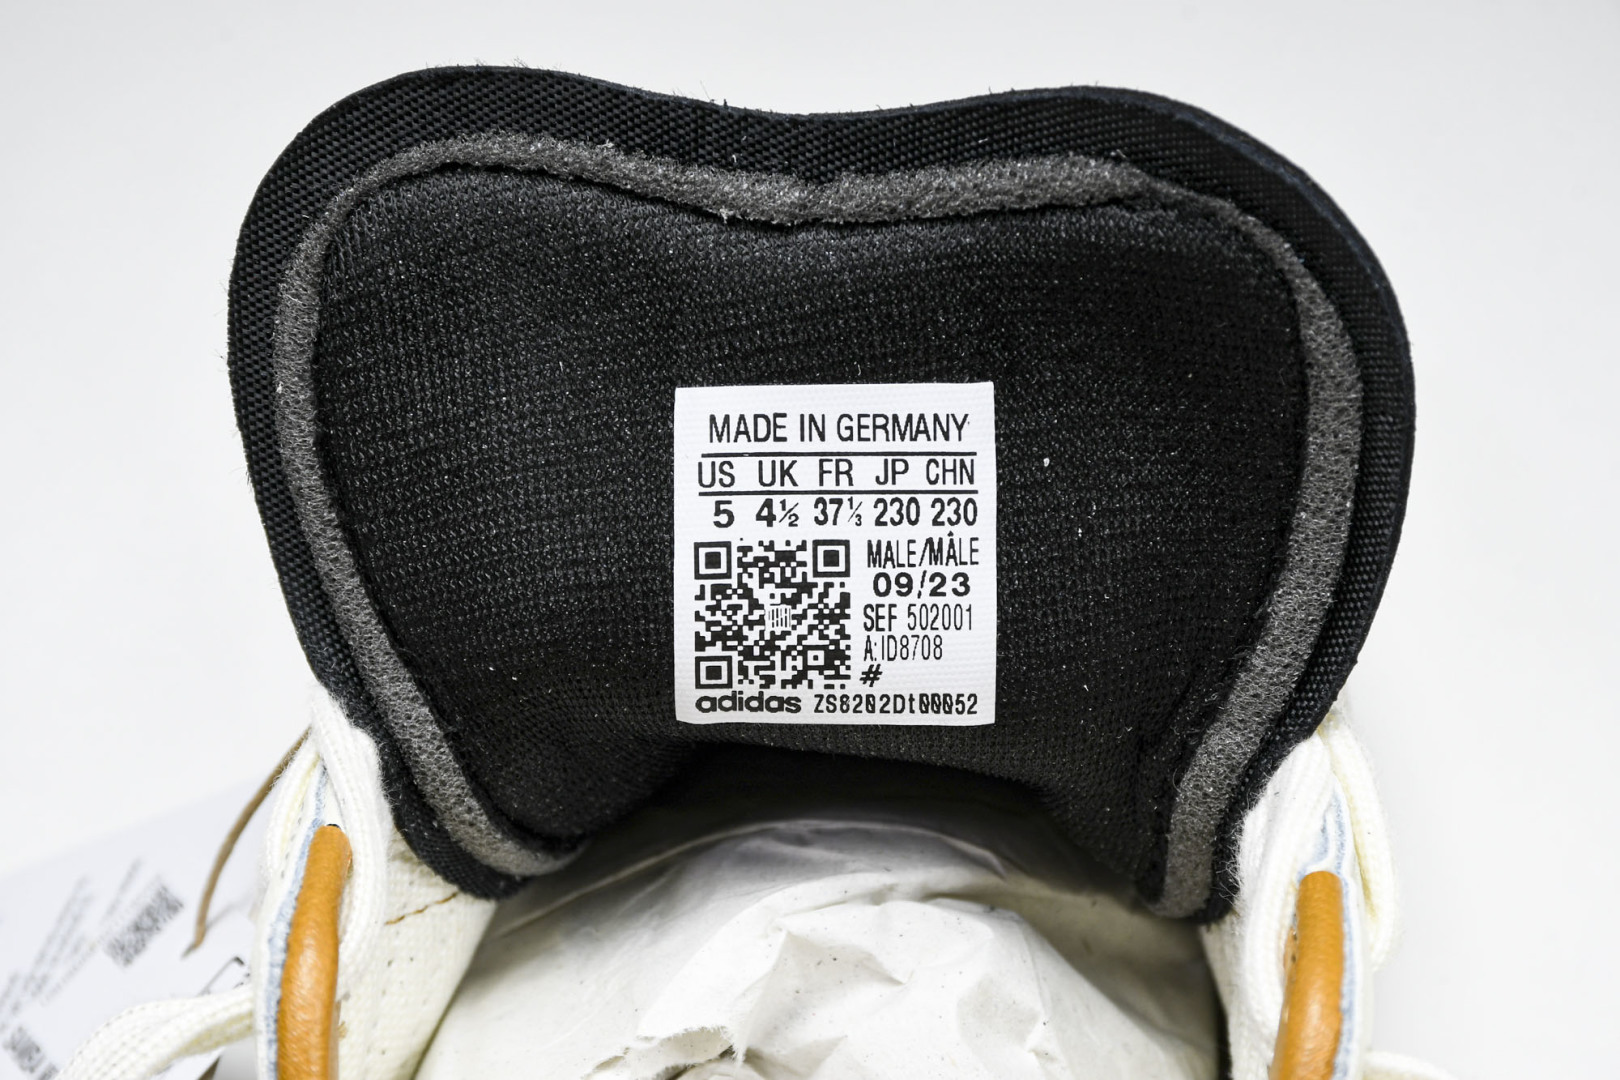 MADE IN GERMANY
US UK FR JP CHN
5 4½ 37⅓ 230 230
MALE/MÂLE
09/23
SEF 502001
A:ID8708
#
adidas ZS8202Dt00052